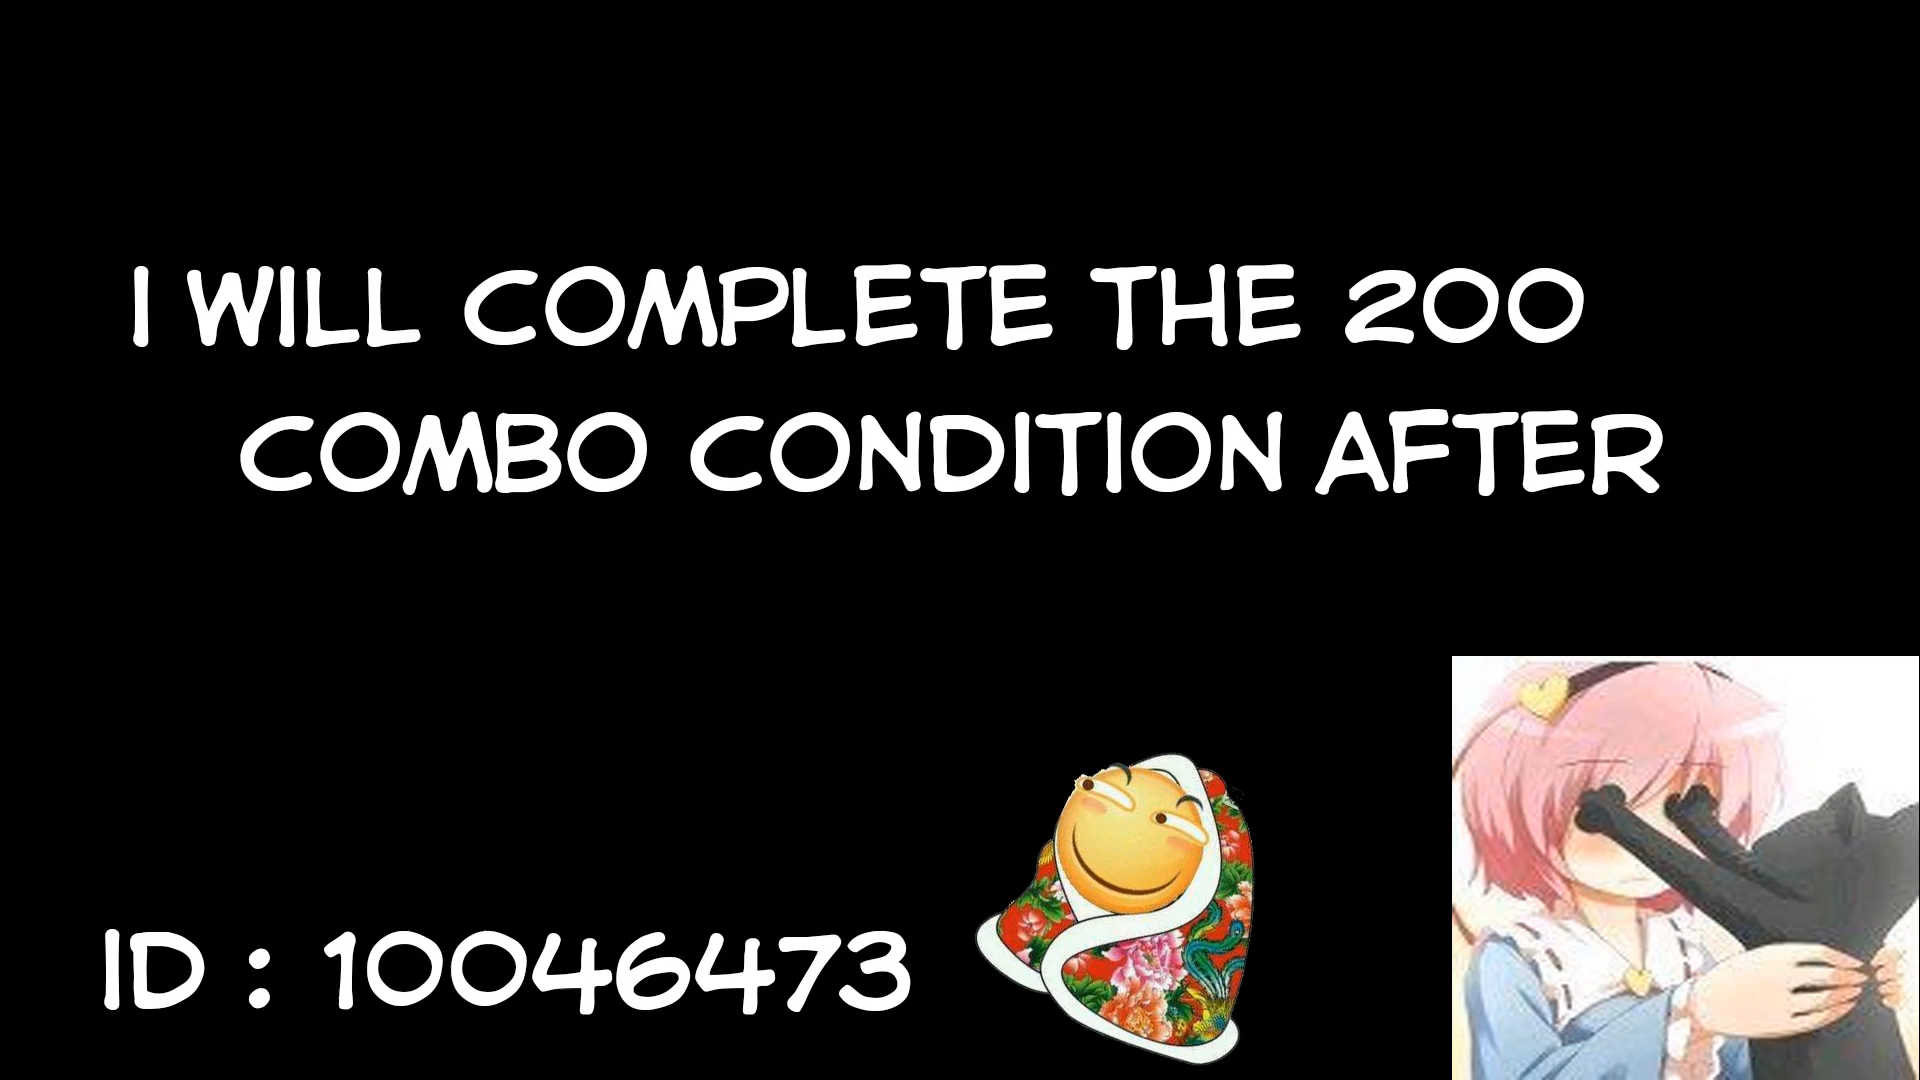 I WILL COMPLETE THE 200
COMBO CONDITION AFTER
ID : 10046473